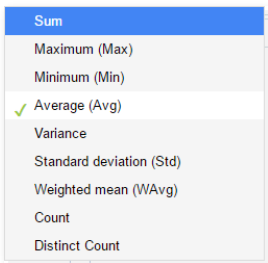 Sum
Maximum (Max)
Minimum (Min)
Average (Avg)
Variance
Standard deviation (Std)
Weighted mean (WAvg)
Count
Distinct Count